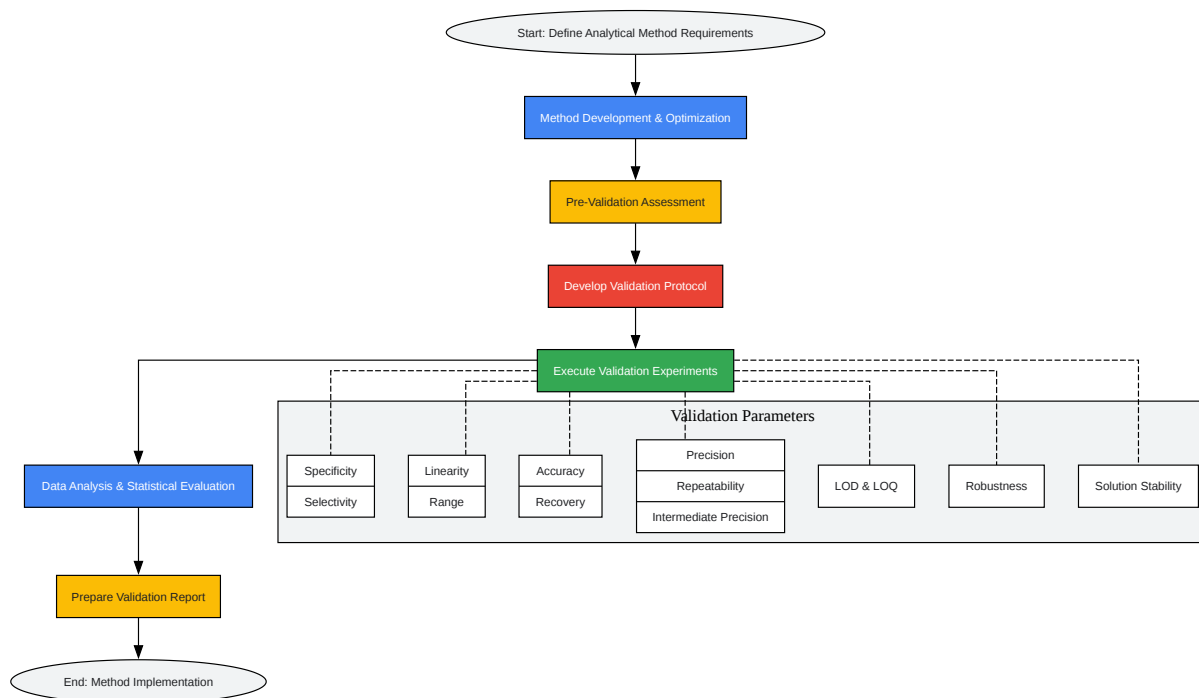 Start: Define Analytical Method Requirements
Method Development & Optimization
Pre-Validation Assessment
Develop Validation Protocol
Execute Validation Experiments
Validation Parameters
Specificity
Selectivity
Linearity
Range
Accuracy
Recovery
Precision
Repeatability
Intermediate Precision
LOD & LOQ
Robustness
Solution Stability
Data Analysis & Statistical Evaluation
Prepare Validation Report
End: Method Implementation